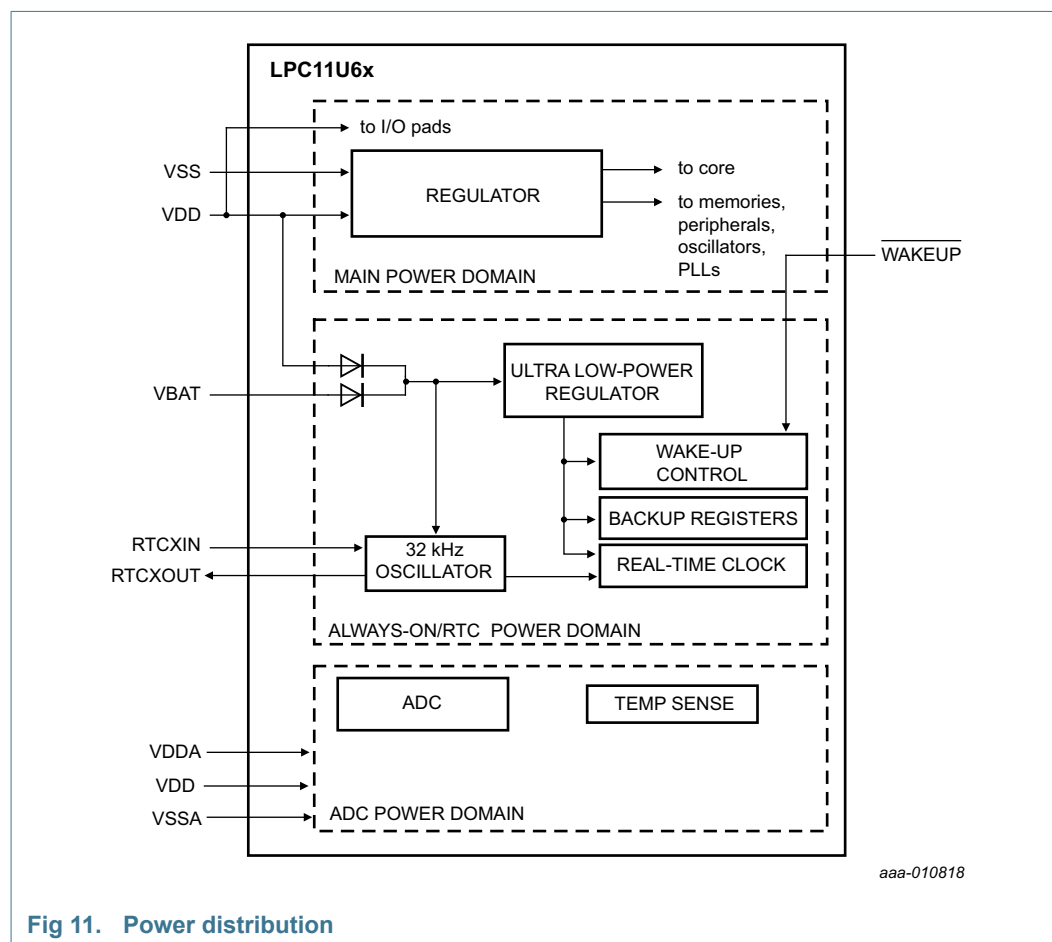 LPC11U6x
to I/O pads
VSS
VDD
REGULATOR
to core
to memories,
peripherals,
oscillators,
PLLs
WAKEUP
MAIN POWER DOMAIN
VBAT
ULTRA LOW-POWER
REGULATOR
WAKE-UP
CONTROL
BACKUP REGISTERS
REAL-TIME CLOCK
RTCXIN
RTCXOUT
32 kHz
OSCILLATOR
ALWAYS-ON/RTC POWER DOMAIN
ADC
TEMP SENSE
VDDA
VDD
VSSA
ADC POWER DOMAIN
aaa-010818
Fig 11. Power distribution